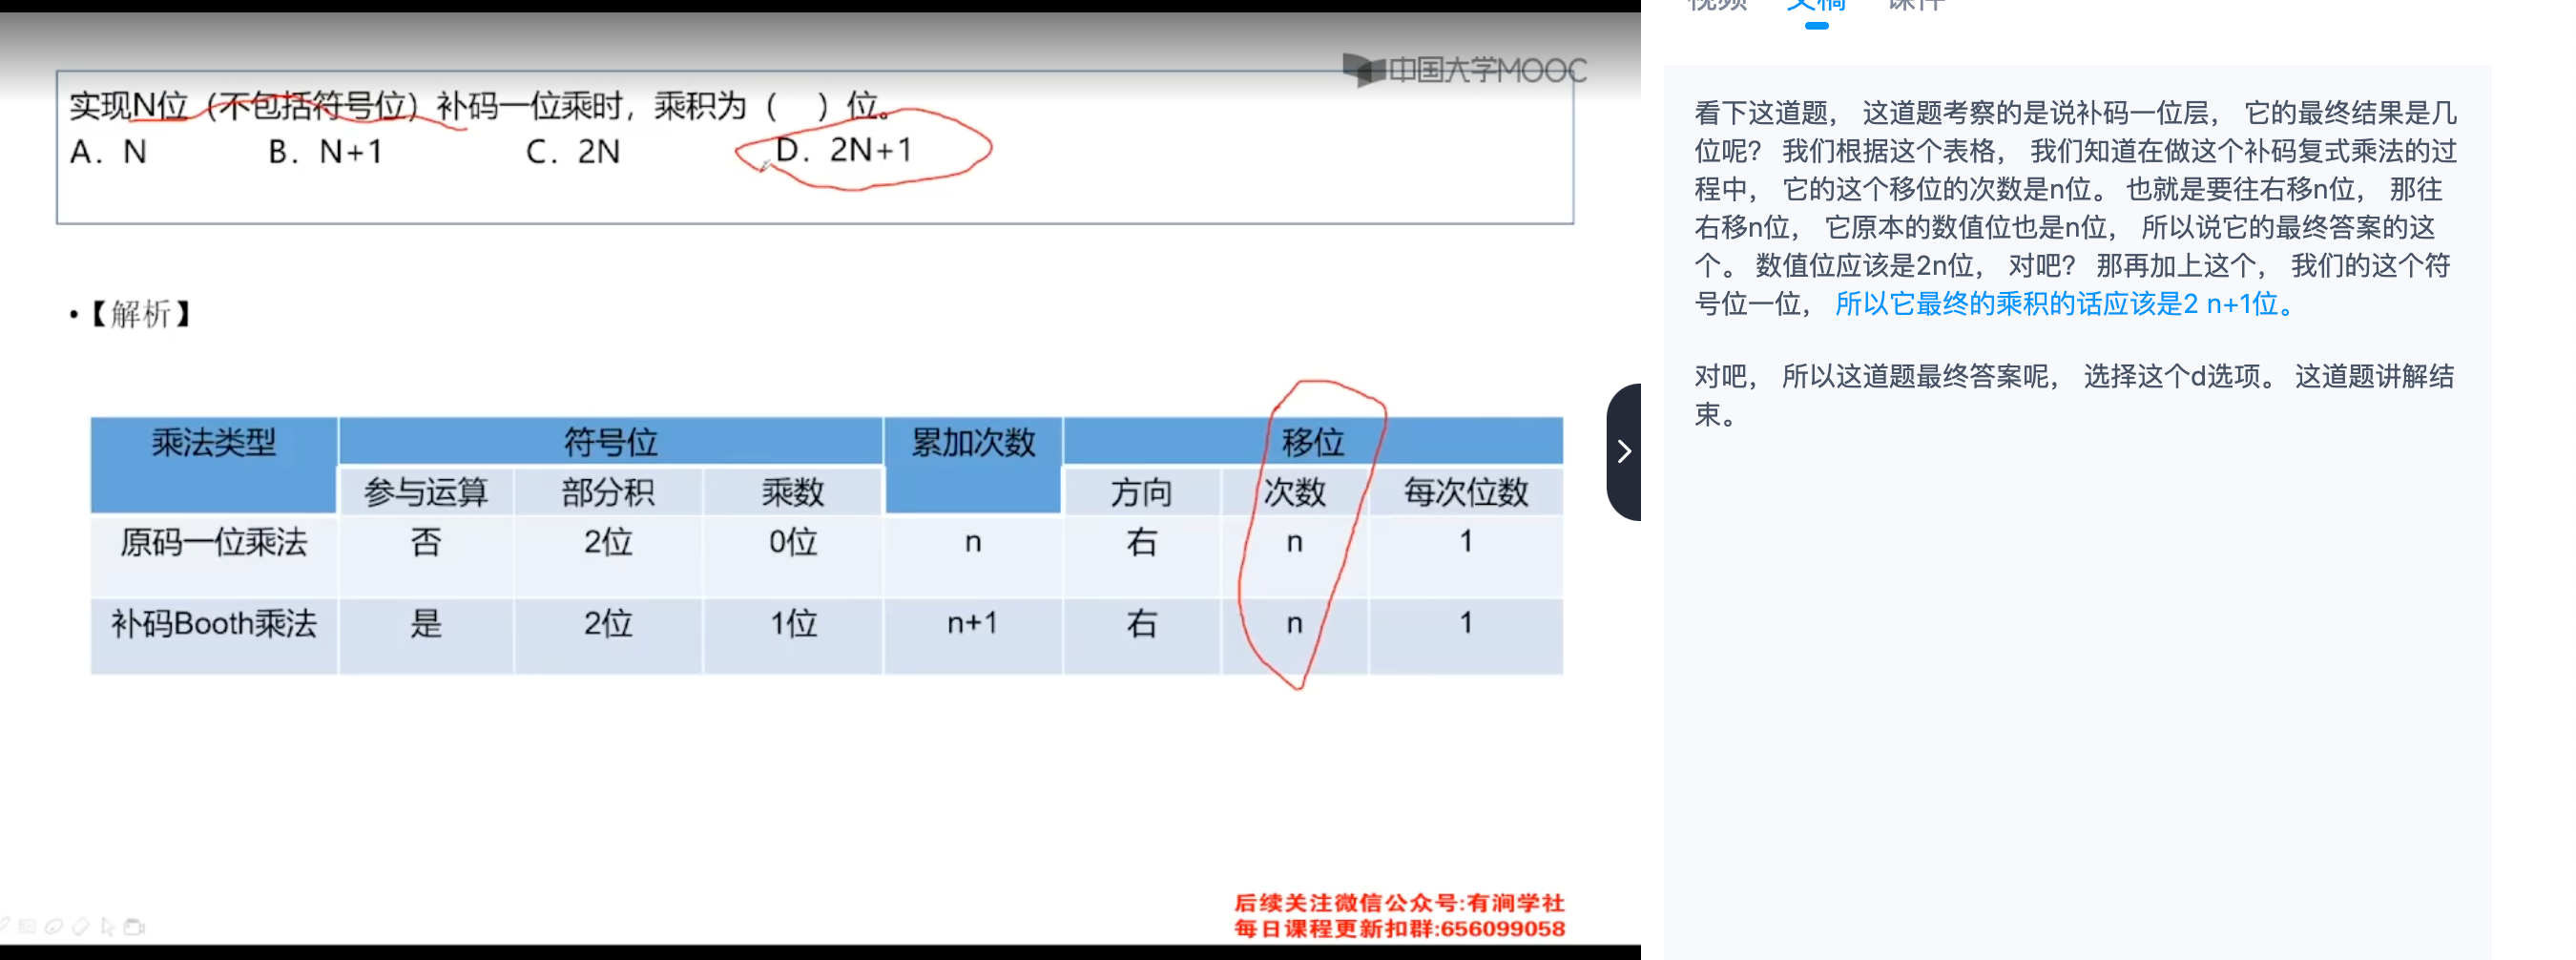 中国大学MOOC
实现N位（不包括符号位）补码一位乘时，乘积为（ ）位。
A. N B. N+1 C. 2N D. 2N+1
•【解析】
乘法类型 符号位 累加次数 移位
参与运算 部分积 乘数 方向 次数 每次位数
原码一位乘法 否 2位 0位 n 右 n 1
补码Booth乘法 是 2位 1位 n+1 右 n 1
后续关注微信公众号:有涧学社
每日课程更新扣群:656099058
视频 文稿 课件
看下这道题， 这道题考察的是说补码一位层， 它的最终结果是几
位呢？ 我们根据这个表格， 我们知道在做这个补码复式乘法的过
程中， 它的这个移位的次数是n位。 也就是要往右移n位， 那往
右移n位， 它原本的数值位也是n位， 所以说它的最终答案的这
个。 数值位应该是2n位， 对吧？ 那再加上这个， 我们的这个符
号位一位， 所以它最终的乘积的话应该是2 n+1位。
对吧， 所以这道题最终答案呢， 选择这个d选项。 这道题讲解结
束。